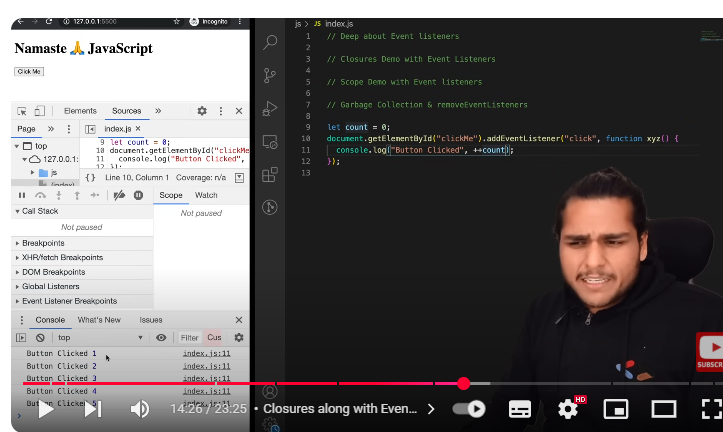 127.0.0.1:5500
Incognito
Namaste 🙏 JavaScript
Click Me
Elements Sources »
Page » index.js ×
top
127.0.0.1:
js
(index)
9 let count = 0;
10 document.getElementById("clickMe
11 console.log("Button Clicked",
12 });
{ } Line 10, Column 1 Coverage: n/a
Scope Watch
Call Stack
Not paused
Not paused
Breakpoints
XHR/fetch Breakpoints
DOM Breakpoints
Global Listeners
Event Listener Breakpoints
Console What's New Issues
top Filter Cus
Button Clicked 1 index.js:11
Button Clicked 2 index.js:11
Button Clicked 3 index.js:11
Button Clicked 4 index.js:11
Button Clicked 5 index.js:11
js > JS index.js
1 // Deep about Event listeners
2
3 // Closures Demo with Event Listeners
4
5 // Scope Demo with Event listeners
6
7 // Garbage Collection & removeEventListeners
8
9 let count = 0;
10 document.getElementById("clickMe").addEventListener("click", function xyz() {
11 console.log("Button Clicked", ++count);
12 });
13
SUBSCR
14:26 / 23:25 • Closures along with Even...
HD